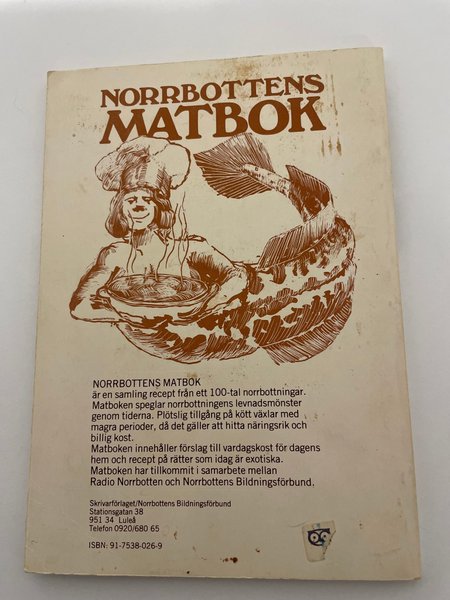 NORRBOTTENS
MATBOK
NORRBOTTENS MATBOK
är en samling recept från ett 100-tal norrbottningar.
Matboken speglar norrbottningens levnadsmönster
genom tiderna. Plötslig tillgång på kött växlar med
magra perioder, då det gäller att hitta näringsrik och
billig kost.
Matboken innehåller förslag till vardagskost för dagens
hem och recept på rätter som idag är exotiska.
Matboken har tillkommit i samarbete mellan
Radio Norrbotten och Norrbottens Bildningsförbund.
Skrivarförlaget/Norrbottens Bildningsförbund
Stationsgatan 38
951 34 Luleå
Telefon 0920/680 65
ISBN: 91-7538-026-9